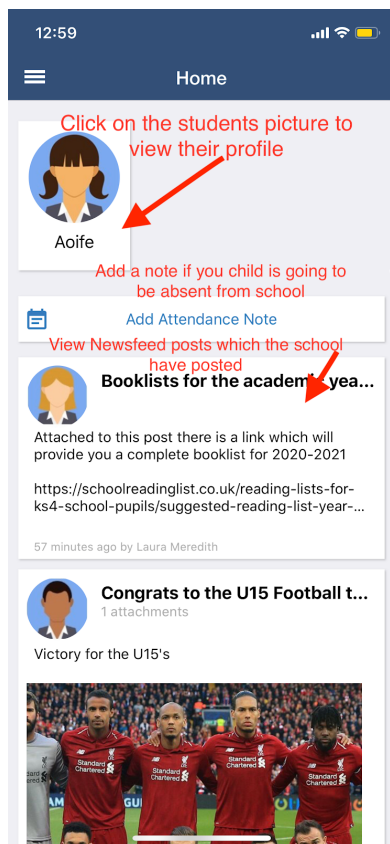 12:59
Home
Click on the students picture to
view their profile
Aoife
Add a note if you child is going to
be absent from school
Add Attendance Note
View Newsfeed posts which the school
have posted
Booklists for the academic yea...
Attached to this post there is a link which will
provide you a complete booklist for 2020-2021
https://schoolreadinglist.co.uk/reading-lists-for-
ks4-school-pupils/suggested-reading-list-year-...
57 minutes ago by Laura Meredith
Congrats to the U15 Football t...
1 attachments
Victory for the U15's
Standard
Chartered
Standard
Chartered
Standard
Chartered
Standard
Chartered